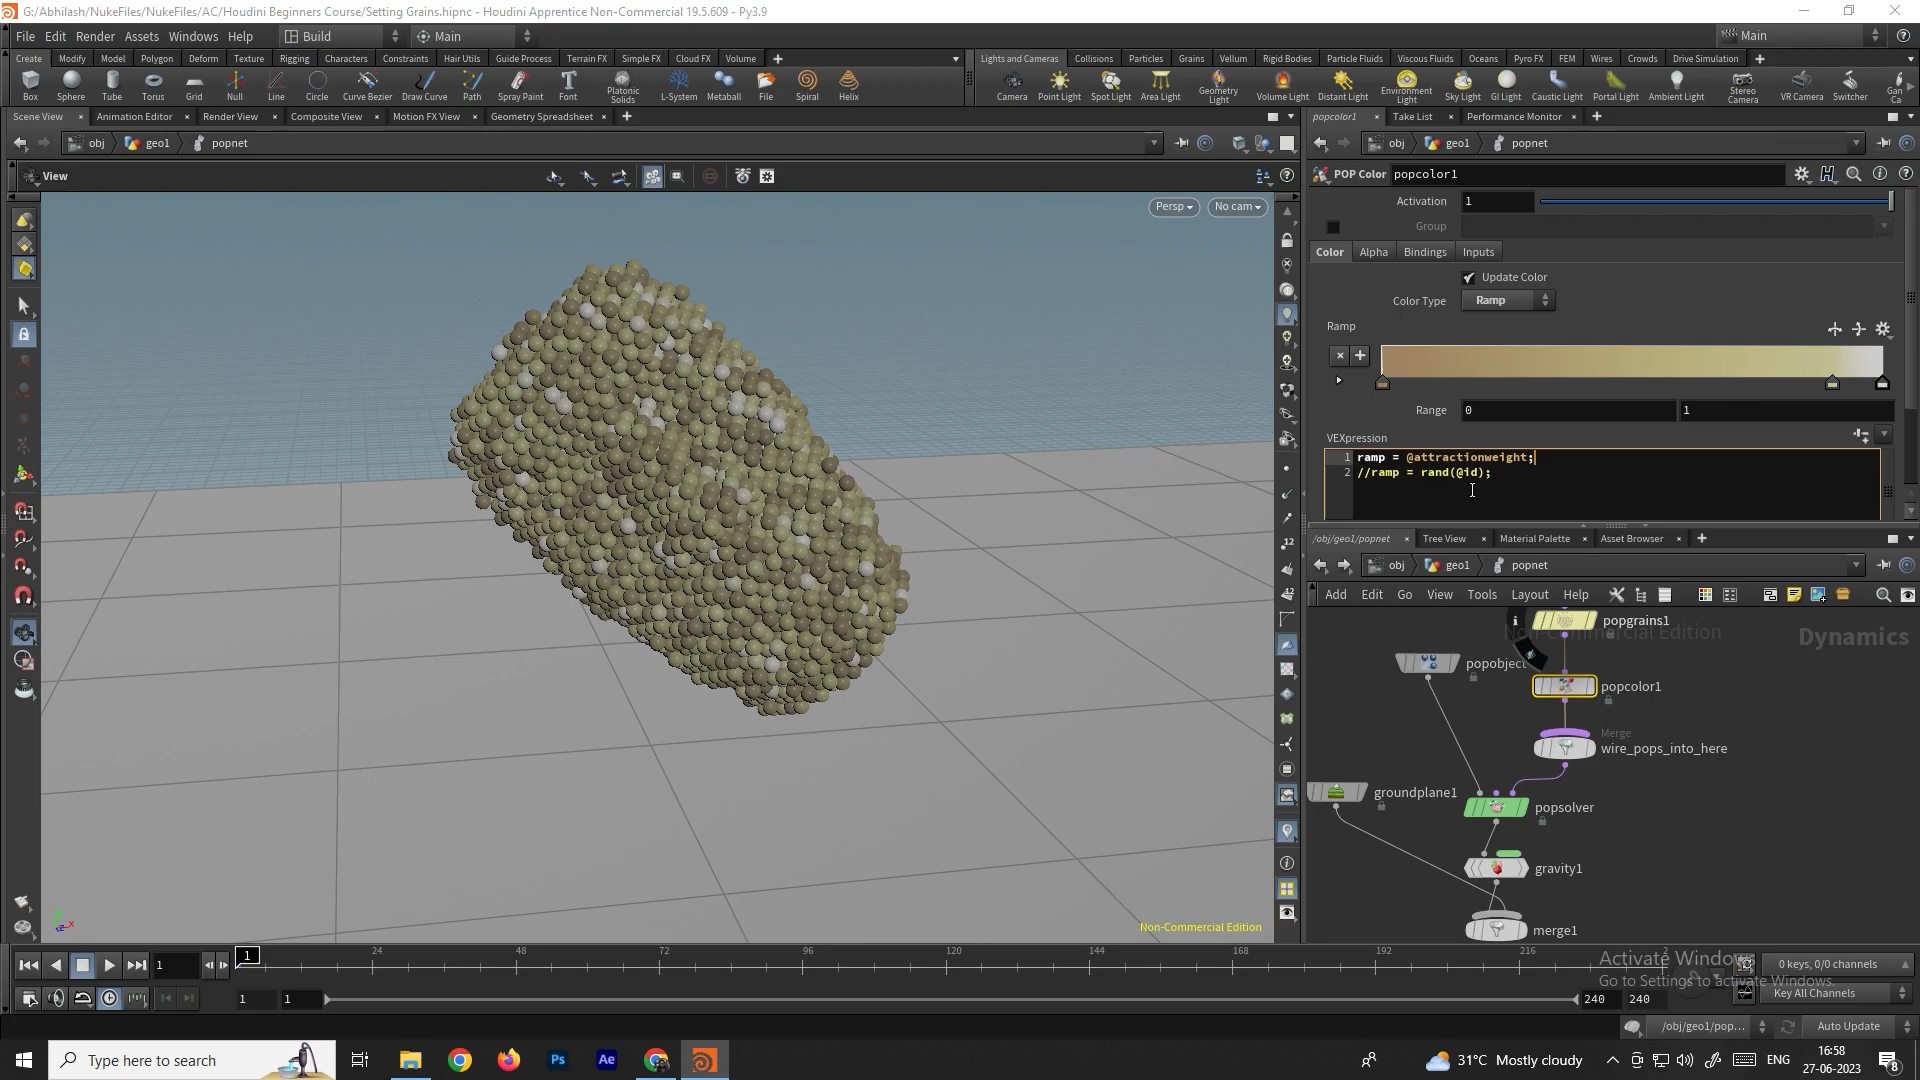 G:/Abhilash/NukeFiles/NukeFiles/AC/Houdini Beginners Course/Setting Grains.hipnc - Houdini Apprentice Non-Commercial 19.5.609 - Py3.9
File Edit Render Assets Windows Help Build Main Main
Create Modify Model Polygon Deform Texture Rigging Characters Constraints Hair Utils Guide Process Terrain FX Simple FX Cloud FX Volume
Lights and Cameras Collisions Particles Grains Vellum Rigid Bodies Particle Fluids Viscous Fluids Oceans Pyro FX FEM Wires Crowds Drive Simulation
Box Sphere Tube Torus Grid Null Line Circle Curve Bezier Draw Curve Path Spray Paint Font Platonic Solids L-System Metaball File Spiral Helix
Camera Point Light Spot Light Area Light Geometry Light Volume Light Distant Light Environment Light Sky Light GI Light Caustic Light Portal Light Ambient Light Stereo Camera VR Camera Switcher Gan Ca
Scene View Animation Editor Render View Composite View Motion FX View Geometry Spreadsheet
popcolor1 Take List Performance Monitor
obj geo1 popnet
obj geo1 popnet
View
POP Color popcolor1
Persp No cam
Activation 1
Group
Color Alpha Bindings Inputs
Update Color
Color Type Ramp
Ramp
Range 0 1
VEXpression
1 ramp = @attractionweight;
2 //ramp = rand(@id);
/obj/geo1/popnet Tree View Material Palette Asset Browser
obj geo1 popnet
Add Edit Go View Tools Layout Help
popgrains1
Non-Commercial Edition
Dynamics
popobject
popcolor1
Merge
wire_pops_into_here
groundplane1
popsolver
gravity1
merge1
Non-Commercial Edition
1 1 24 48 72 96 120 144 168 192 216 2
Activate Windows
Go to Settings to activate Windows.
0 keys, 0/0 channels
1 1 240 240
Key All Channels
/obj/geo1/pop... Auto Update
Type here to search
Ps Ae
31°C Mostly cloudy
ENG
16:58
27-06-2023
8
12
12